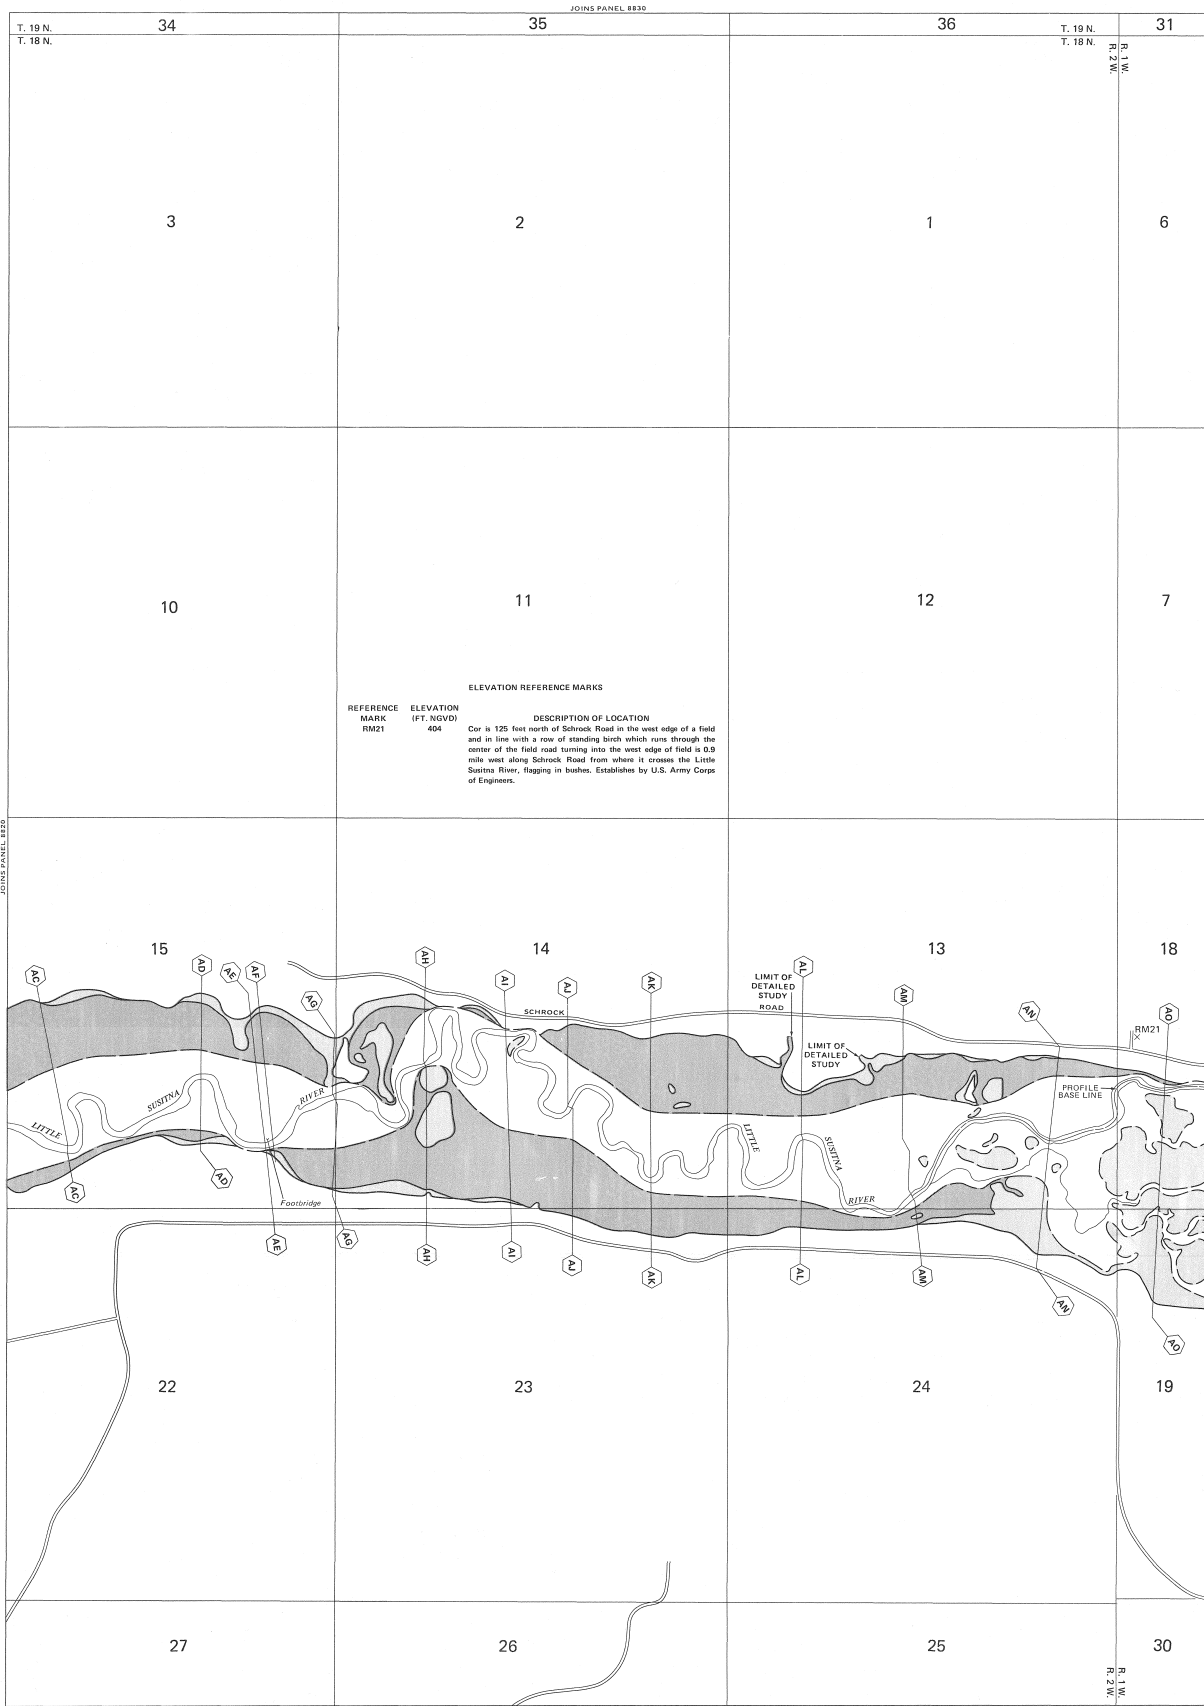 JOINS PANEL 8830
T. 19 N. 34 35 36 T. 19 N. 31
T. 18 N. T. 18 N.
R. 2 W. R. 1 W.
3 2 1 6
10 11 12 7
ELEVATION REFERENCE MARKS
REFERENCE MARK ELEVATION (FT. NGVD) DESCRIPTION OF LOCATION
RM21 404 Cor is 125 feet north of Schrock Road in the west edge of a field
and in line with a row of standing birch which runs through the
center of the field road turning into the west edge of field is 0.9
mile west along Schrock Road from where it crosses the Little
Susitna River, flagging in bushes. Establishes by U.S. Army Corps
of Engineers.
JOINS PANEL 8820
15 14 13 18
AC AD AE AF AG AH AI AJ AK AL AM AN AO
LIMIT OF
DETAILED
STUDY
SCHROCK ROAD
RM21
LIMIT OF
DETAILED
STUDY
PROFILE
BASE LINE
LITTLE SUSITNA RIVER
LITTLE SUSITNA RIVER
Footbridge
AC AD AE AG AH AI AJ AK AL AM AN AO
22 23 24 19
27 26 25 30
R. 2 W. R. 1 W.